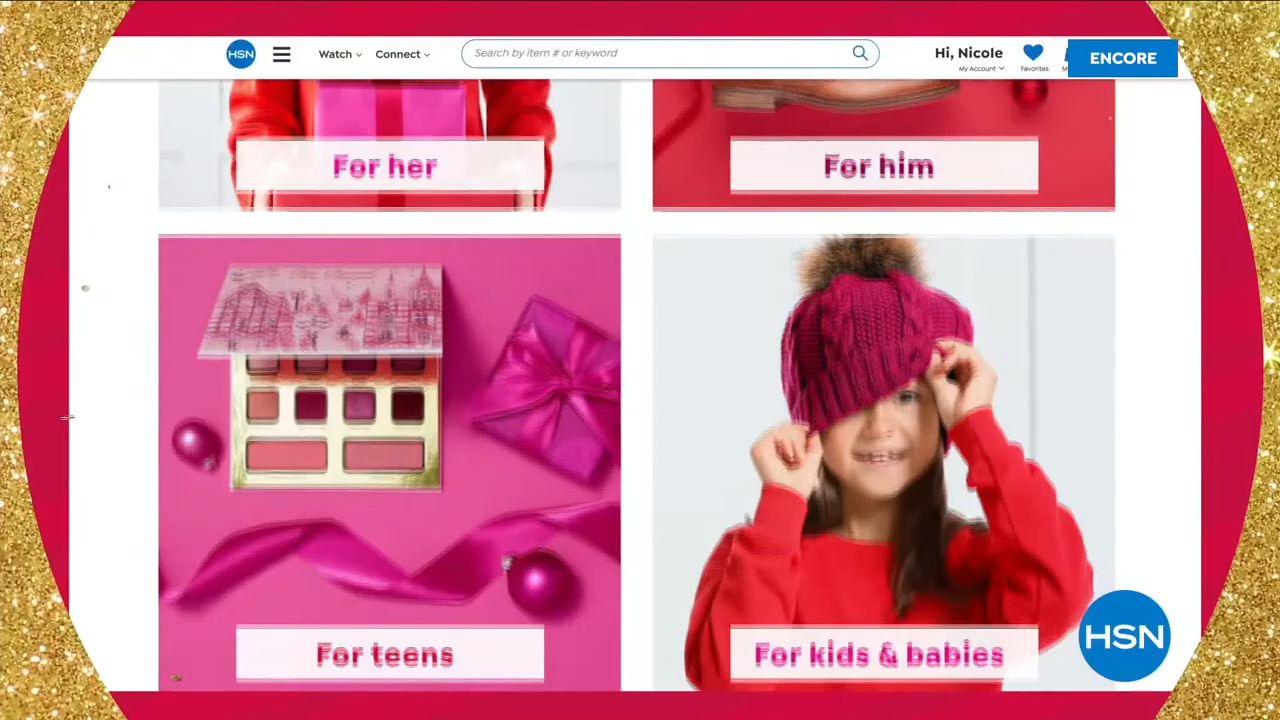 HSN
Watch
Connect
Search by item # or keyword
Hi, Nicole
My Account
Favorites
ENCORE
For her
For him
For teens
For kids & babies
HSN